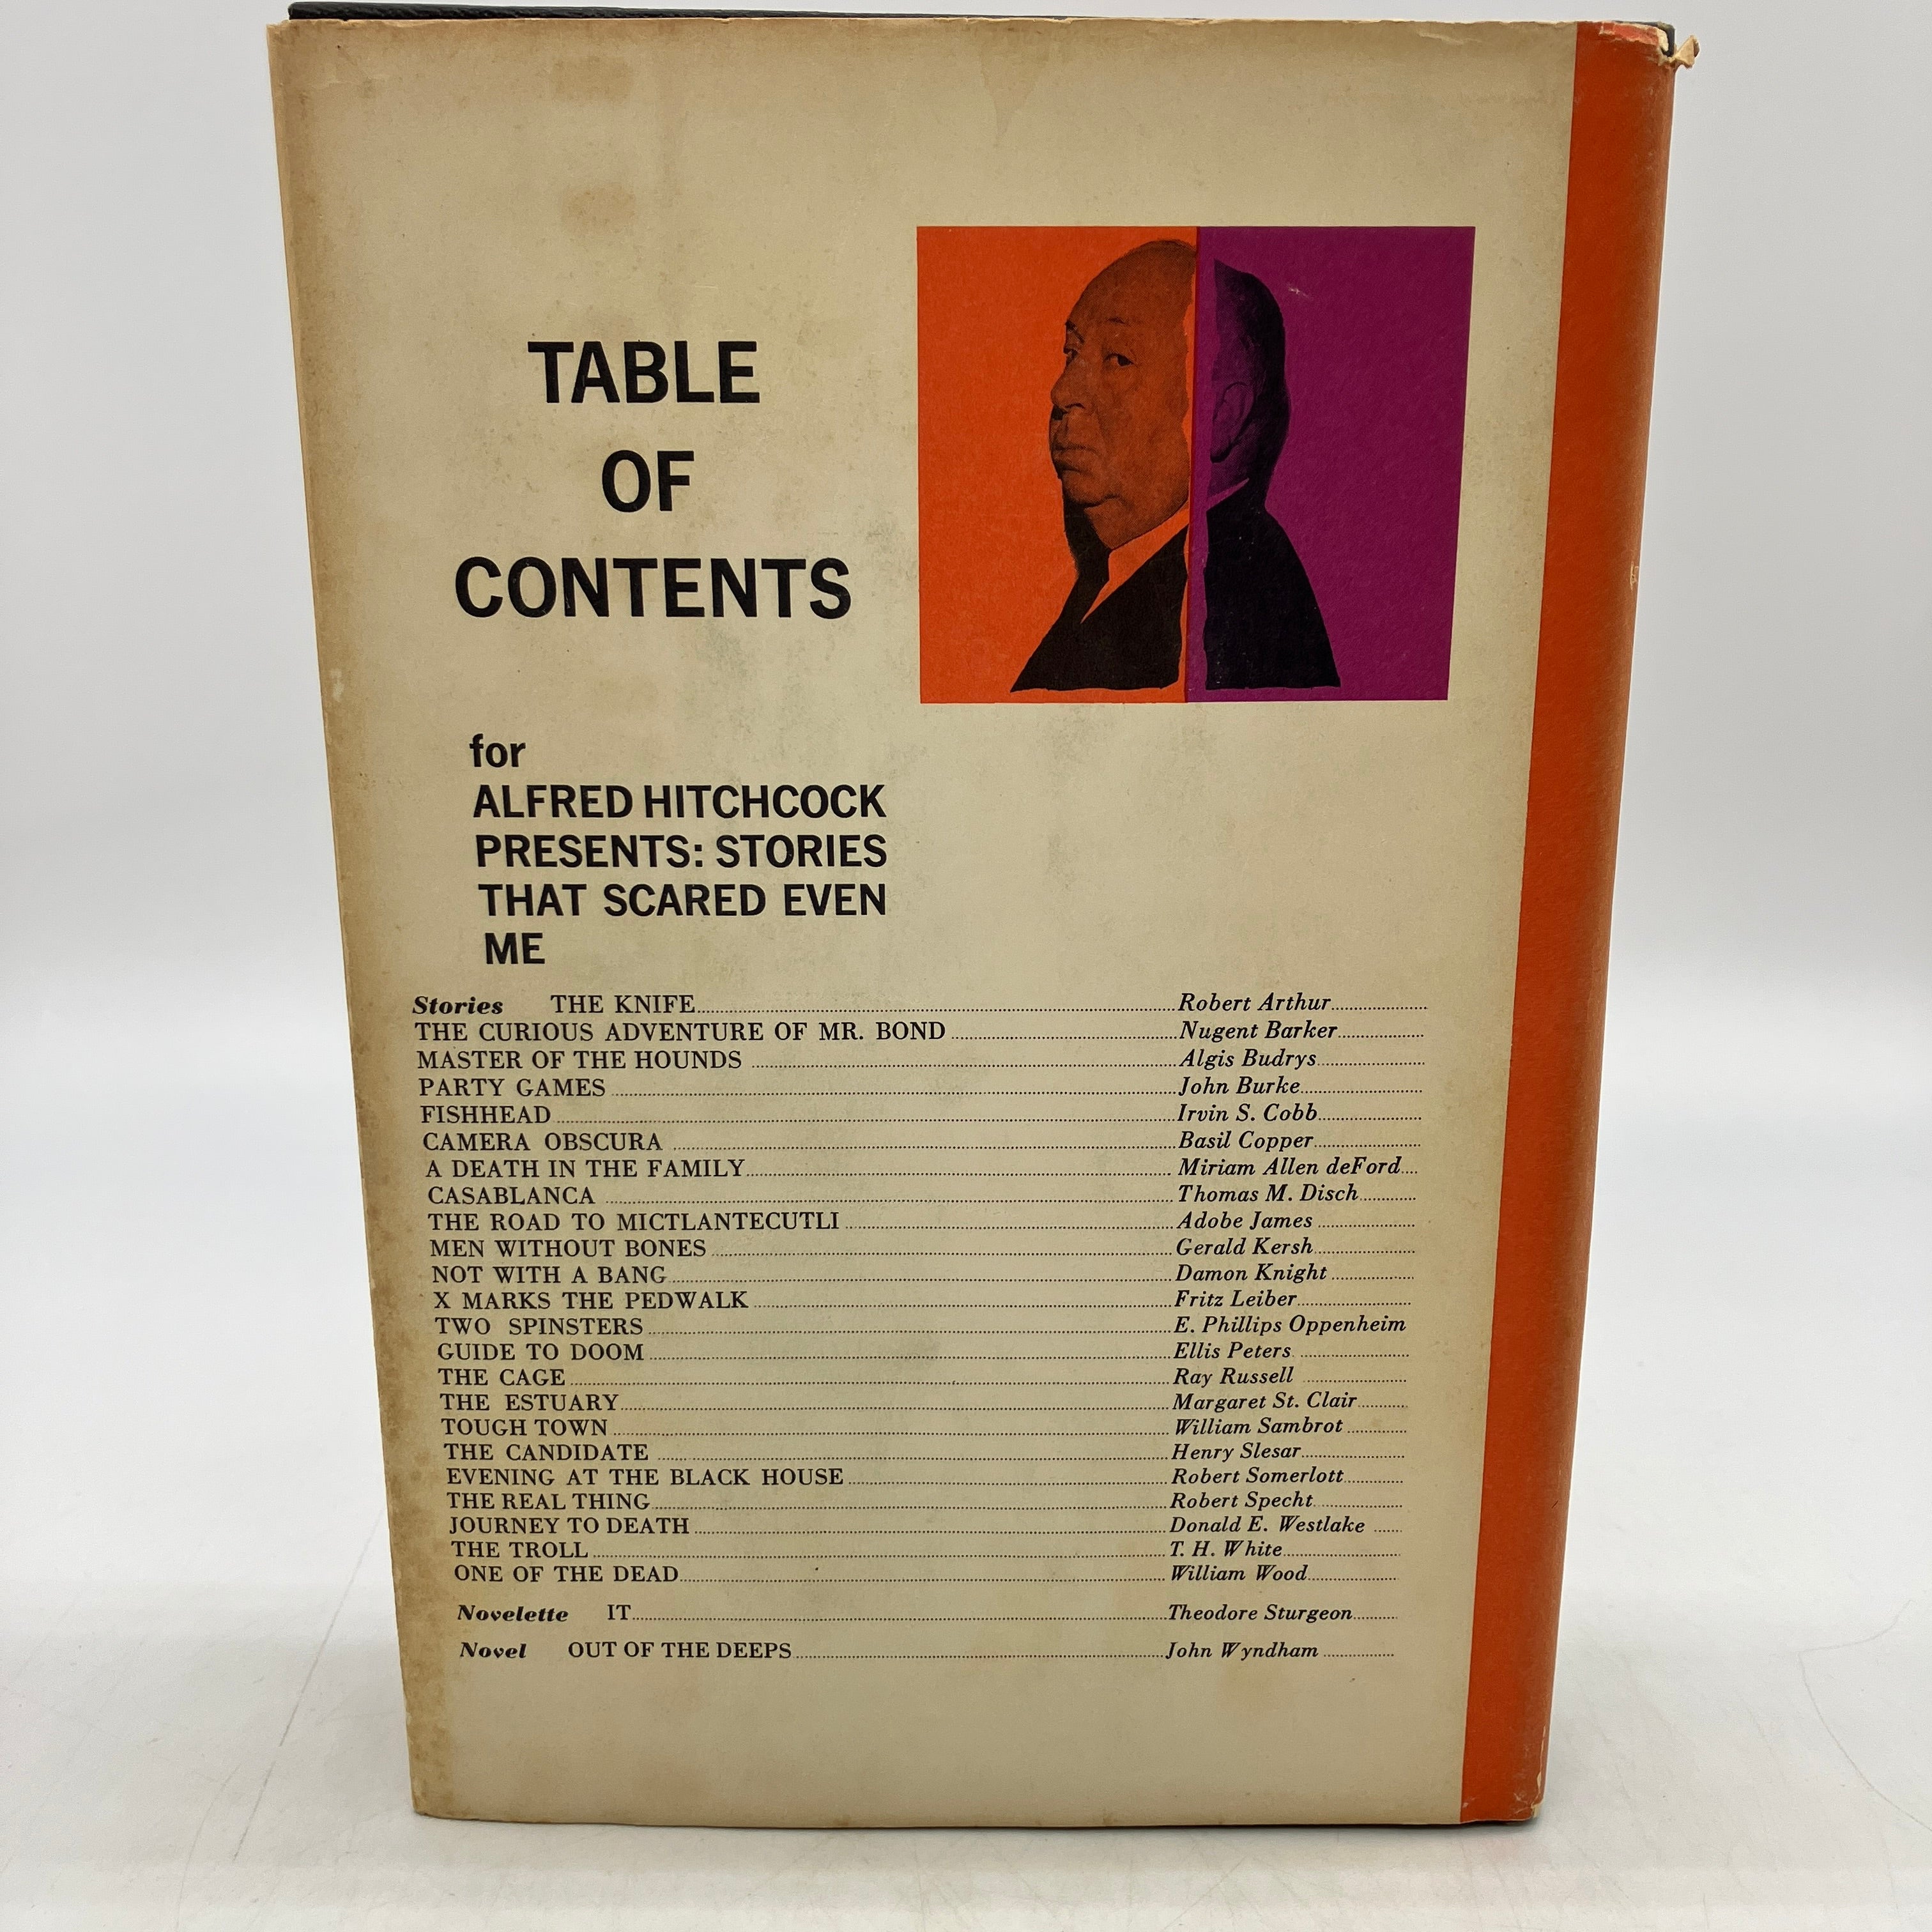 TABLE
OF
CONTENTS
for
ALFRED HITCHCOCK
PRESENTS: STORIES
THAT SCARED EVEN
ME
Stories THE KNIFE Robert Arthur
THE CURIOUS ADVENTURE OF MR. BOND Nugent Barker
MASTER OF THE HOUNDS Algis Budrys
PARTY GAMES John Burke
FISHHEAD Irvin S. Cobb
CAMERA OBSCURA Basil Copper
A DEATH IN THE FAMILY Miriam Allen deFord
CASABLANCA Thomas M. Disch
THE ROAD TO MICTLANTECUTLI Adobe James
MEN WITHOUT BONES Gerald Kersh
NOT WITH A BANG Damon Knight
X MARKS THE PEDWALK Fritz Leiber
TWO SPINSTERS E. Phillips Oppenheim
GUIDE TO DOOM Ellis Peters
THE CAGE Ray Russell
THE ESTUARY Margaret St. Clair
TOUGH TOWN William Sambrot
THE CANDIDATE Henry Slesar
EVENING AT THE BLACK HOUSE Robert Somerlott
THE REAL THING Robert Specht
JOURNEY TO DEATH Donald E. Westlake
THE TROLL T. H. White
ONE OF THE DEAD William Wood
Novelette IT Theodore Sturgeon
Novel OUT OF THE DEEPS John Wyndham